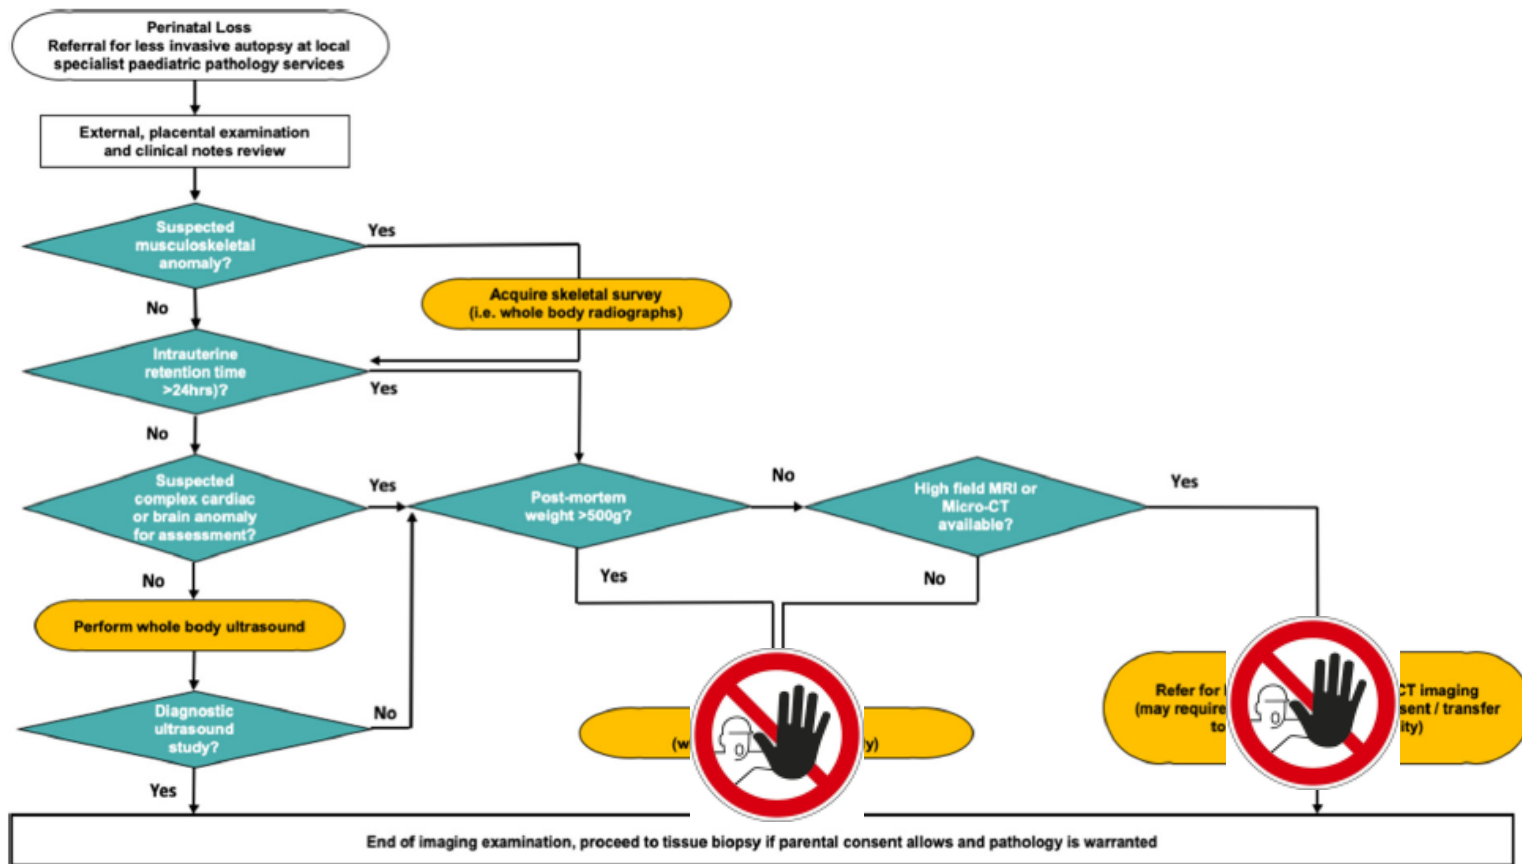 Perinatal Loss
Referral for less invasive autopsy at local
specialist paediatric pathology services
External, placental examination
and clinical notes review
Suspected
musculoskeletal
anomaly?
Yes
No
Acquire skeletal survey
(i.e. whole body radiographs)
Intrauterine
retention time
>24hrs)?
Yes
No
Suspected
complex cardiac
or brain anomaly
for assessment?
Yes
No
Post-mortem
weight >500g?
No
Yes
High field MRI or
Micro-CT
available?
Yes
No
Perform whole body ultrasound
Diagnostic
ultrasound
study?
No
Yes
Refer for CT imaging
(may require / transfer
to
End of imaging examination, proceed to tissue biopsy if parental consent allows and pathology is warranted